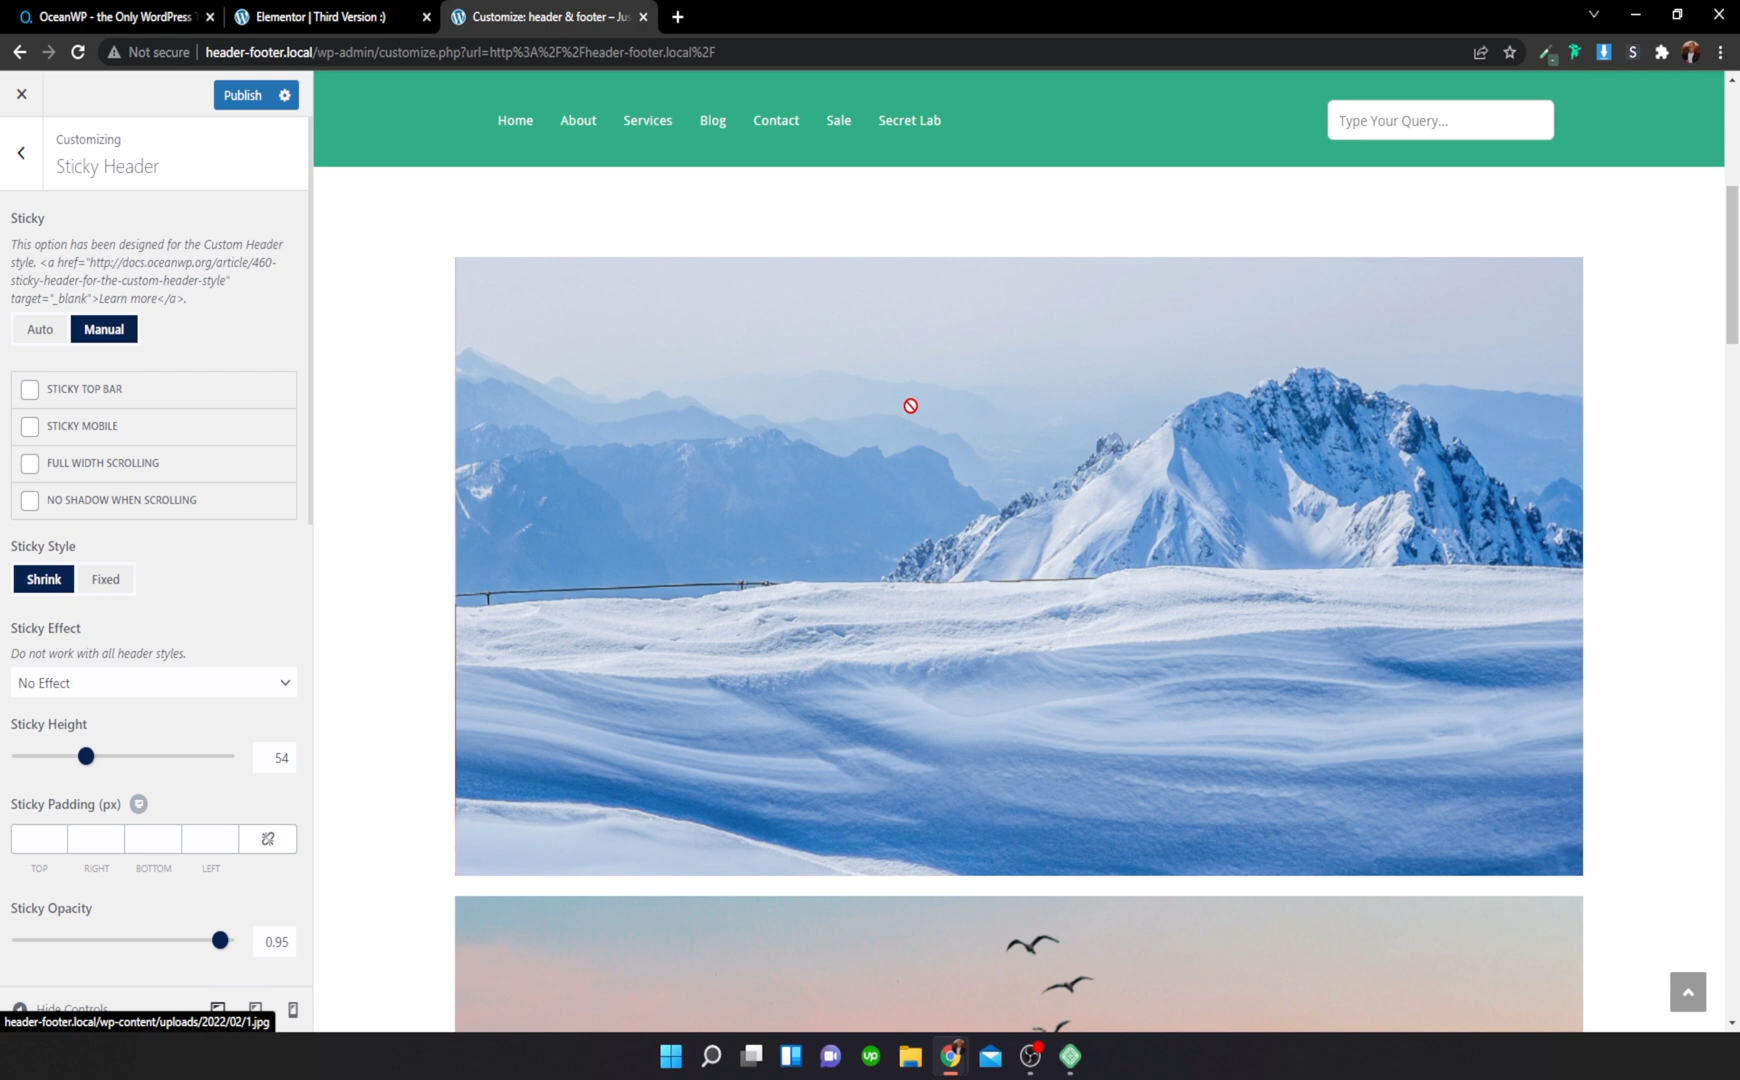 OceanWP - the Only WordPress T
Elementor | Third Version :)
Customize: header & footer – Jus
Not secure
header-footer.local/wp-admin/customize.php?url=http%3A%2F%2Fheader-footer.local%2F
Publish
Customizing
Sticky Header
Home About Services Blog Contact Sale Secret Lab
Type Your Query...
Sticky
This option has been designed for the Custom Header
style. <a href="http://docs.oceanwp.org/article/460-
sticky-header-for-the-custom-header-style"
target="_blank">Learn more</a>.
Auto Manual
STICKY TOP BAR
STICKY MOBILE
FULL WIDTH SCROLLING
NO SHADOW WHEN SCROLLING
Sticky Style
Shrink Fixed
Sticky Effect
Do not work with all header styles.
No Effect
Sticky Height
54
Sticky Padding (px)
TOP RIGHT BOTTOM LEFT
Sticky Opacity
0.95
Hide Controls
header-footer.local/wp-content/uploads/2022/02/1.jpg
up